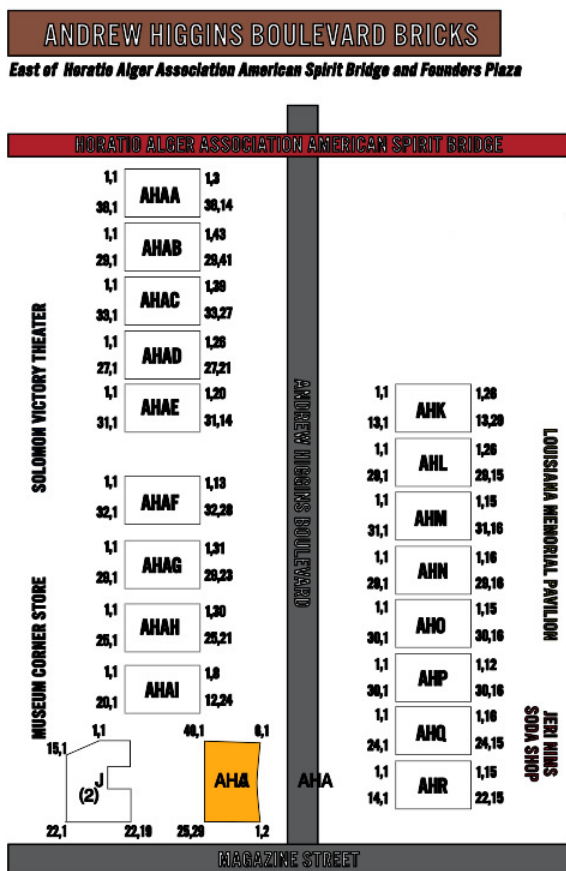 ANDREW HIGGINS BOULEVARD BRICKS
East of Horatio Alger Association American Spirit Bridge and Founders Plaza
HORATIO ALGER ASSOCIATION AMERICAN SPIRIT BRIDGE
1,1 1,3
AHAA
38,1 38,14
1,1 1,43
AHAB
29,1 29,41
1,1 1,39
AHAC
33,1 33,27
1,1 1,26
AHAD
27,1 27,21
1,1 1,20
AHAE
31,1 31,14
1,1 1,13
AHAF
32,1 32,28
1,1 1,31
AHAG
29,1 29,23
1,1 1,30
AHAH
25,1 25,21
1,1 1,8
AHAI
20,1 12,24
SOLOMON VICTORY THEATER
MUSEUM CORNER STORE
1,1
15,1
J
(2)
22,1 22,19
40,1 6,1
25,29 1,2
AHA
ANDREW HIGGINS BOULEVARD
1,1 1,26
AHK
13,1 13,29
1,1 1,26
AHL
29,1 29,15
1,1 1,15
AHM
31,1 31,16
1,1 1,16
AHN
29,1 29,16
1,1 1,15
AHO
30,1 30,16
1,1 1,12
AHP
30,1 30,16
1,1 1,16
AHQ
24,1 24,15
1,1 1,15
AHR
14,1 22,15
LOUISIANA MEMORIAL PAVILION
JERI NIMS
SODA SHOP
MAGAZINE STREET